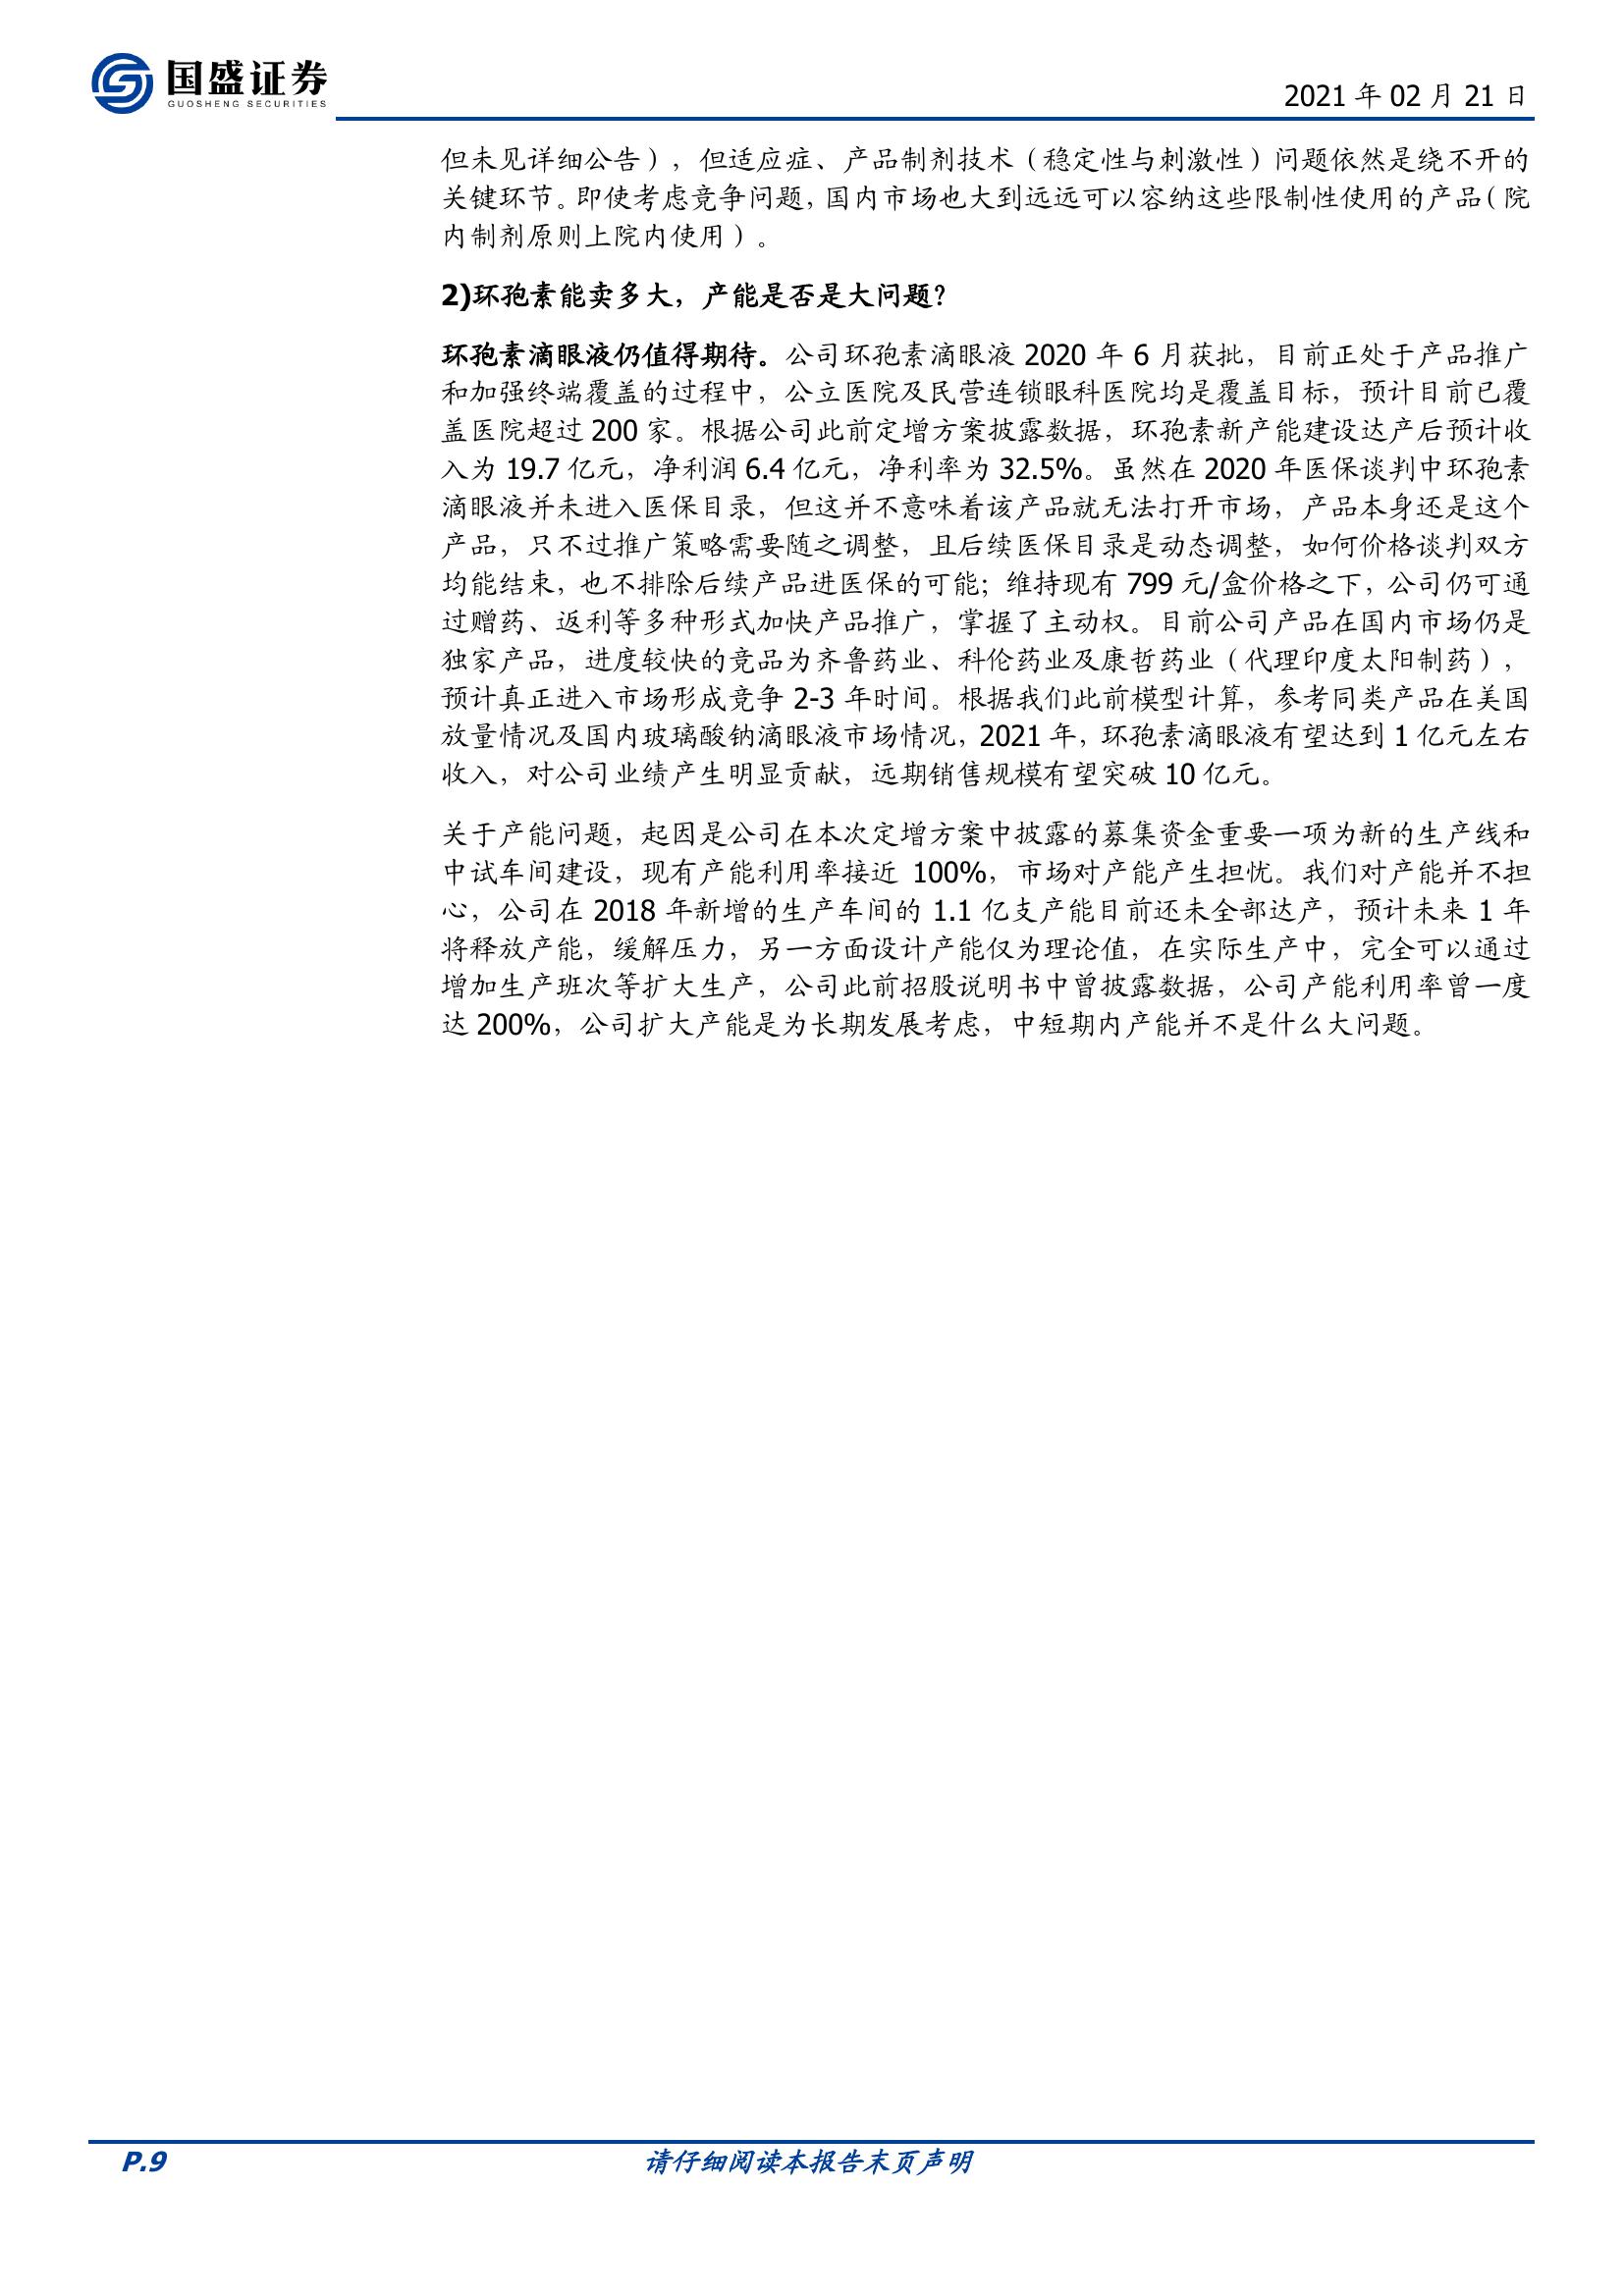 国盛证券
GUOSHENG SECURITIES
2021 年 02 月 21 日
但未见详细公告），但适应症、产品制剂技术（稳定性与刺激性）问题依然是绕不开的
关键环节。即使考虑竞争问题，国内市场也大到远远可以容纳这些限制性使用的产品（院
内制剂原则上院内使用）。
2)环孢素能卖多大，产能是否是大问题？
环孢素滴眼液仍值得期待。公司环孢素滴眼液 2020 年 6 月获批，目前正处于产品推广
和加强终端覆盖的过程中，公立医院及民营连锁眼科医院均是覆盖目标，预计目前已覆
盖医院超过 200 家。根据公司此前定增方案披露数据，环孢素新产能建设达产后预计收
入为 19.7 亿元，净利润 6.4 亿元，净利率为 32.5%。虽然在 2020 年医保谈判中环孢素
滴眼液并未进入医保目录，但这并不意味着该产品就无法打开市场，产品本身还是这个
产品，只不过推广策略需要随之调整，且后续医保目录是动态调整，如何价格谈判双方
均能结束，也不排除后续产品进医保的可能；维持现有 799 元/盒价格之下，公司仍可通
过赠药、返利等多种形式加快产品推广，掌握了主动权。目前公司产品在国内市场仍是
独家产品，进度较快的竞品为齐鲁药业、科伦药业及康哲药业（代理印度太阳制药），
预计真正进入市场形成竞争 2-3 年时间。根据我们此前模型计算，参考同类产品在美国
放量情况及国内玻璃酸钠滴眼液市场情况，2021 年，环孢素滴眼液有望达到 1 亿元左右
收入，对公司业绩产生明显贡献，远期销售规模有望突破 10 亿元。
关于产能问题，起因是公司在本次定增方案中披露的募集资金重要一项为新的生产线和
中试车间建设，现有产能利用率接近 100%，市场对产能产生担忧。我们对产能并不担
心，公司在 2018 年新增的生产车间的 1.1 亿支产能目前还未全部达产，预计未来 1 年
将释放产能，缓解压力，另一方面设计产能仅为理论值，在实际生产中，完全可以通过
增加生产班次等扩大生产，公司此前招股说明书中曾披露数据，公司产能利用率曾一度
达 200%，公司扩大产能是为长期发展考虑，中短期内产能并不是什么大问题。
P.9
请仔细阅读本报告末页声明